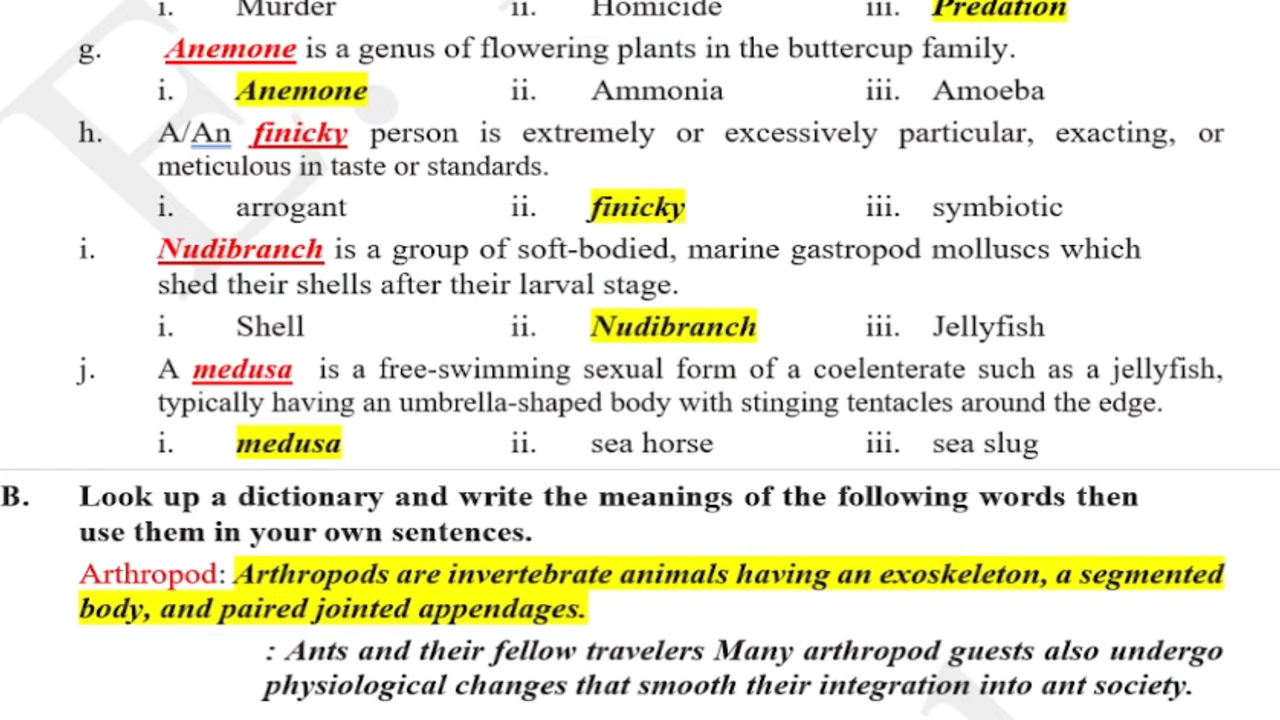 i. Murder ii. Homicide iii. Predation
g. Anemone is a genus of flowering plants in the buttercup family.
i. Anemone ii. Ammonia iii. Amoeba
h. A/An finicky person is extremely or excessively particular, exacting, or
meticulous in taste or standards.
i. arrogant ii. finicky iii. symbiotic
i. Nudibranch is a group of soft-bodied, marine gastropod molluscs which
shed their shells after their larval stage.
i. Shell ii. Nudibranch iii. Jellyfish
j. A medusa is a free-swimming sexual form of a coelenterate such as a jellyfish,
typically having an umbrella-shaped body with stinging tentacles around the edge.
i. medusa ii. sea horse iii. sea slug
B. Look up a dictionary and write the meanings of the following words then
use them in your own sentences.
Arthropod: Arthropods are invertebrate animals having an exoskeleton, a segmented
body, and paired jointed appendages.
: Ants and their fellow travelers Many arthropod guests also undergo
physiological changes that smooth their integration into ant society.